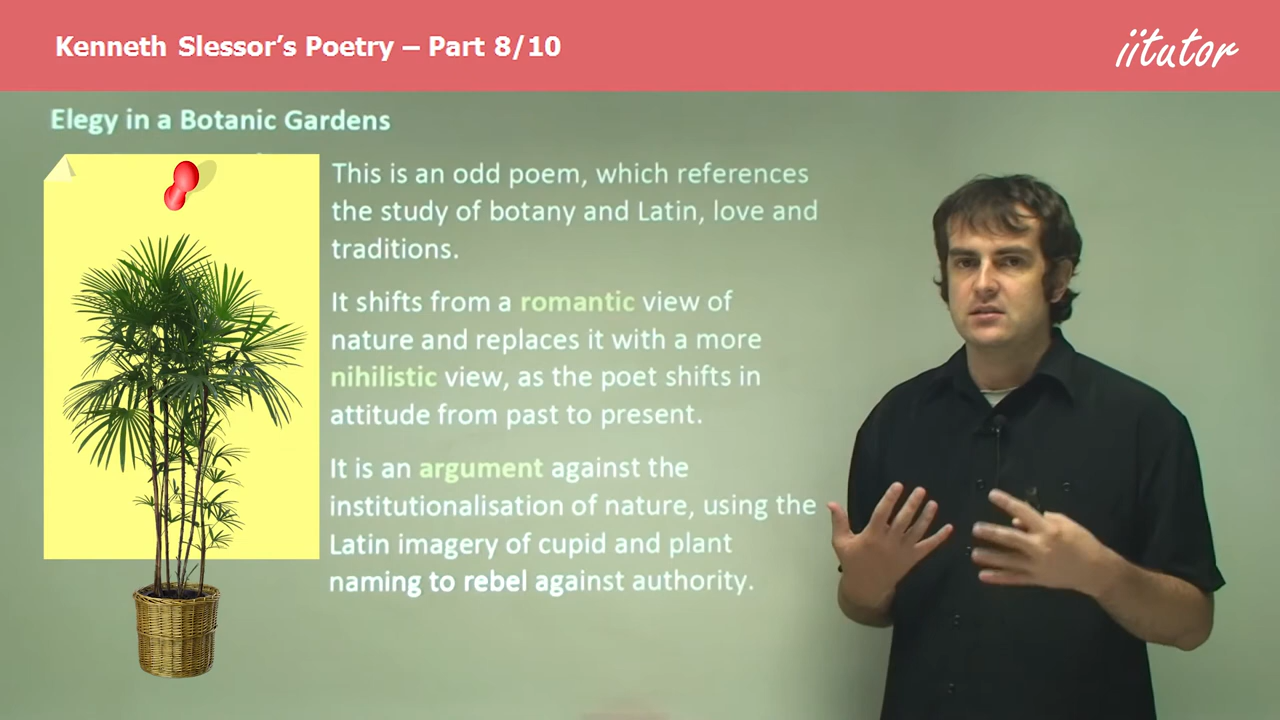 Kenneth Slessor's Poetry – Part 8/10
iitutor
Elegy in a Botanic Gardens
This is an odd poem, which references
the study of botany and Latin, love and
traditions.
It shifts from a romantic view of
nature and replaces it with a more
nihilistic view, as the poet shifts in
attitude from past to present.
It is an argument against the
institutionalisation of nature, using the
Latin imagery of cupid and plant
naming to rebel against authority.